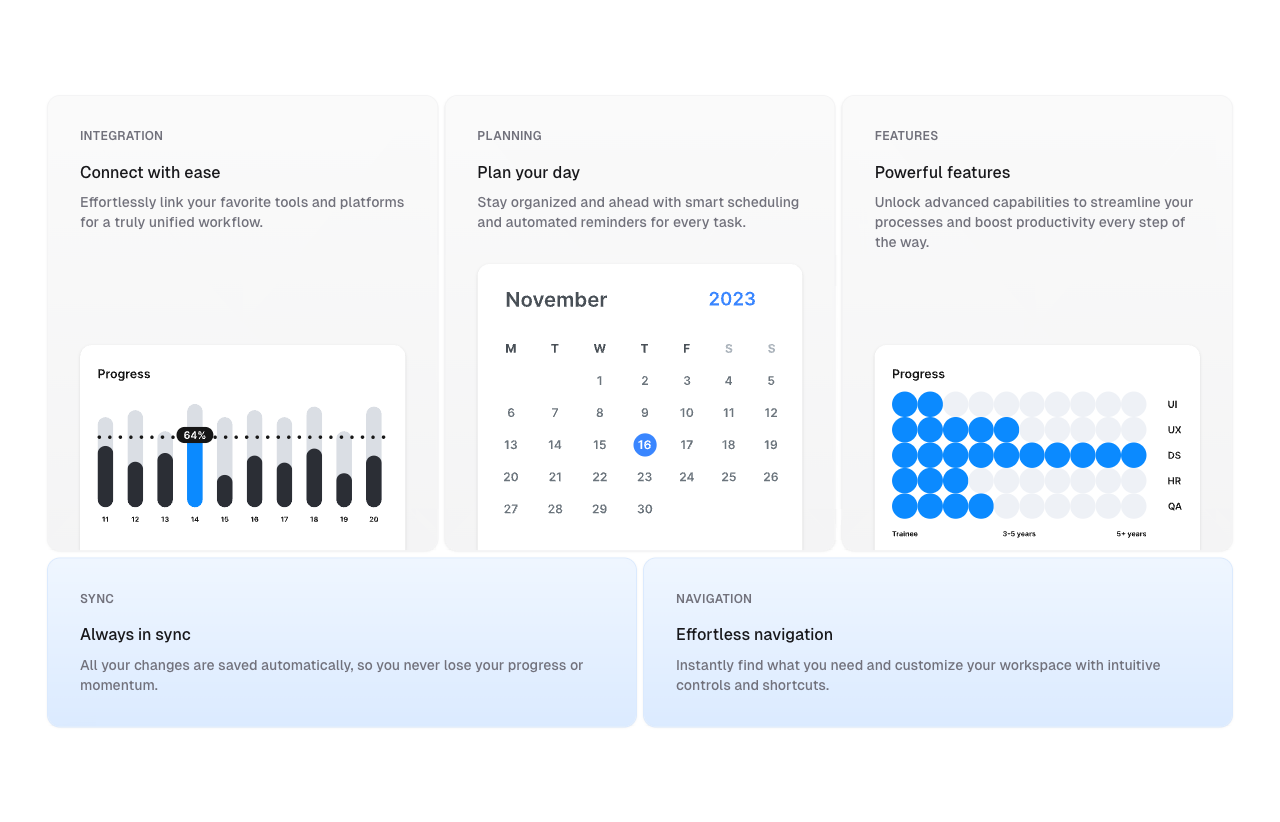 INTEGRATION
Connect with ease
Effortlessly link your favorite tools and platforms
for a truly unified workflow.
Progress
64%
11 12 13 14 15 16 17 18 19 20
PLANNING
Plan your day
Stay organized and ahead with smart scheduling
and automated reminders for every task.
November 2023
M T W T F S S
1 2 3 4 5
6 7 8 9 10 11 12
13 14 15 16 17 18 19
20 21 22 23 24 25 26
27 28 29 30
FEATURES
Powerful features
Unlock advanced capabilities to streamline your
processes and boost productivity every step of
the way.
Progress
UI
UX
DS
HR
QA
Trainee 3-5 years 5+ years
SYNC
Always in sync
All your changes are saved automatically, so you never lose your progress or
momentum.
NAVIGATION
Effortless navigation
Instantly find what you need and customize your workspace with intuitive
controls and shortcuts.